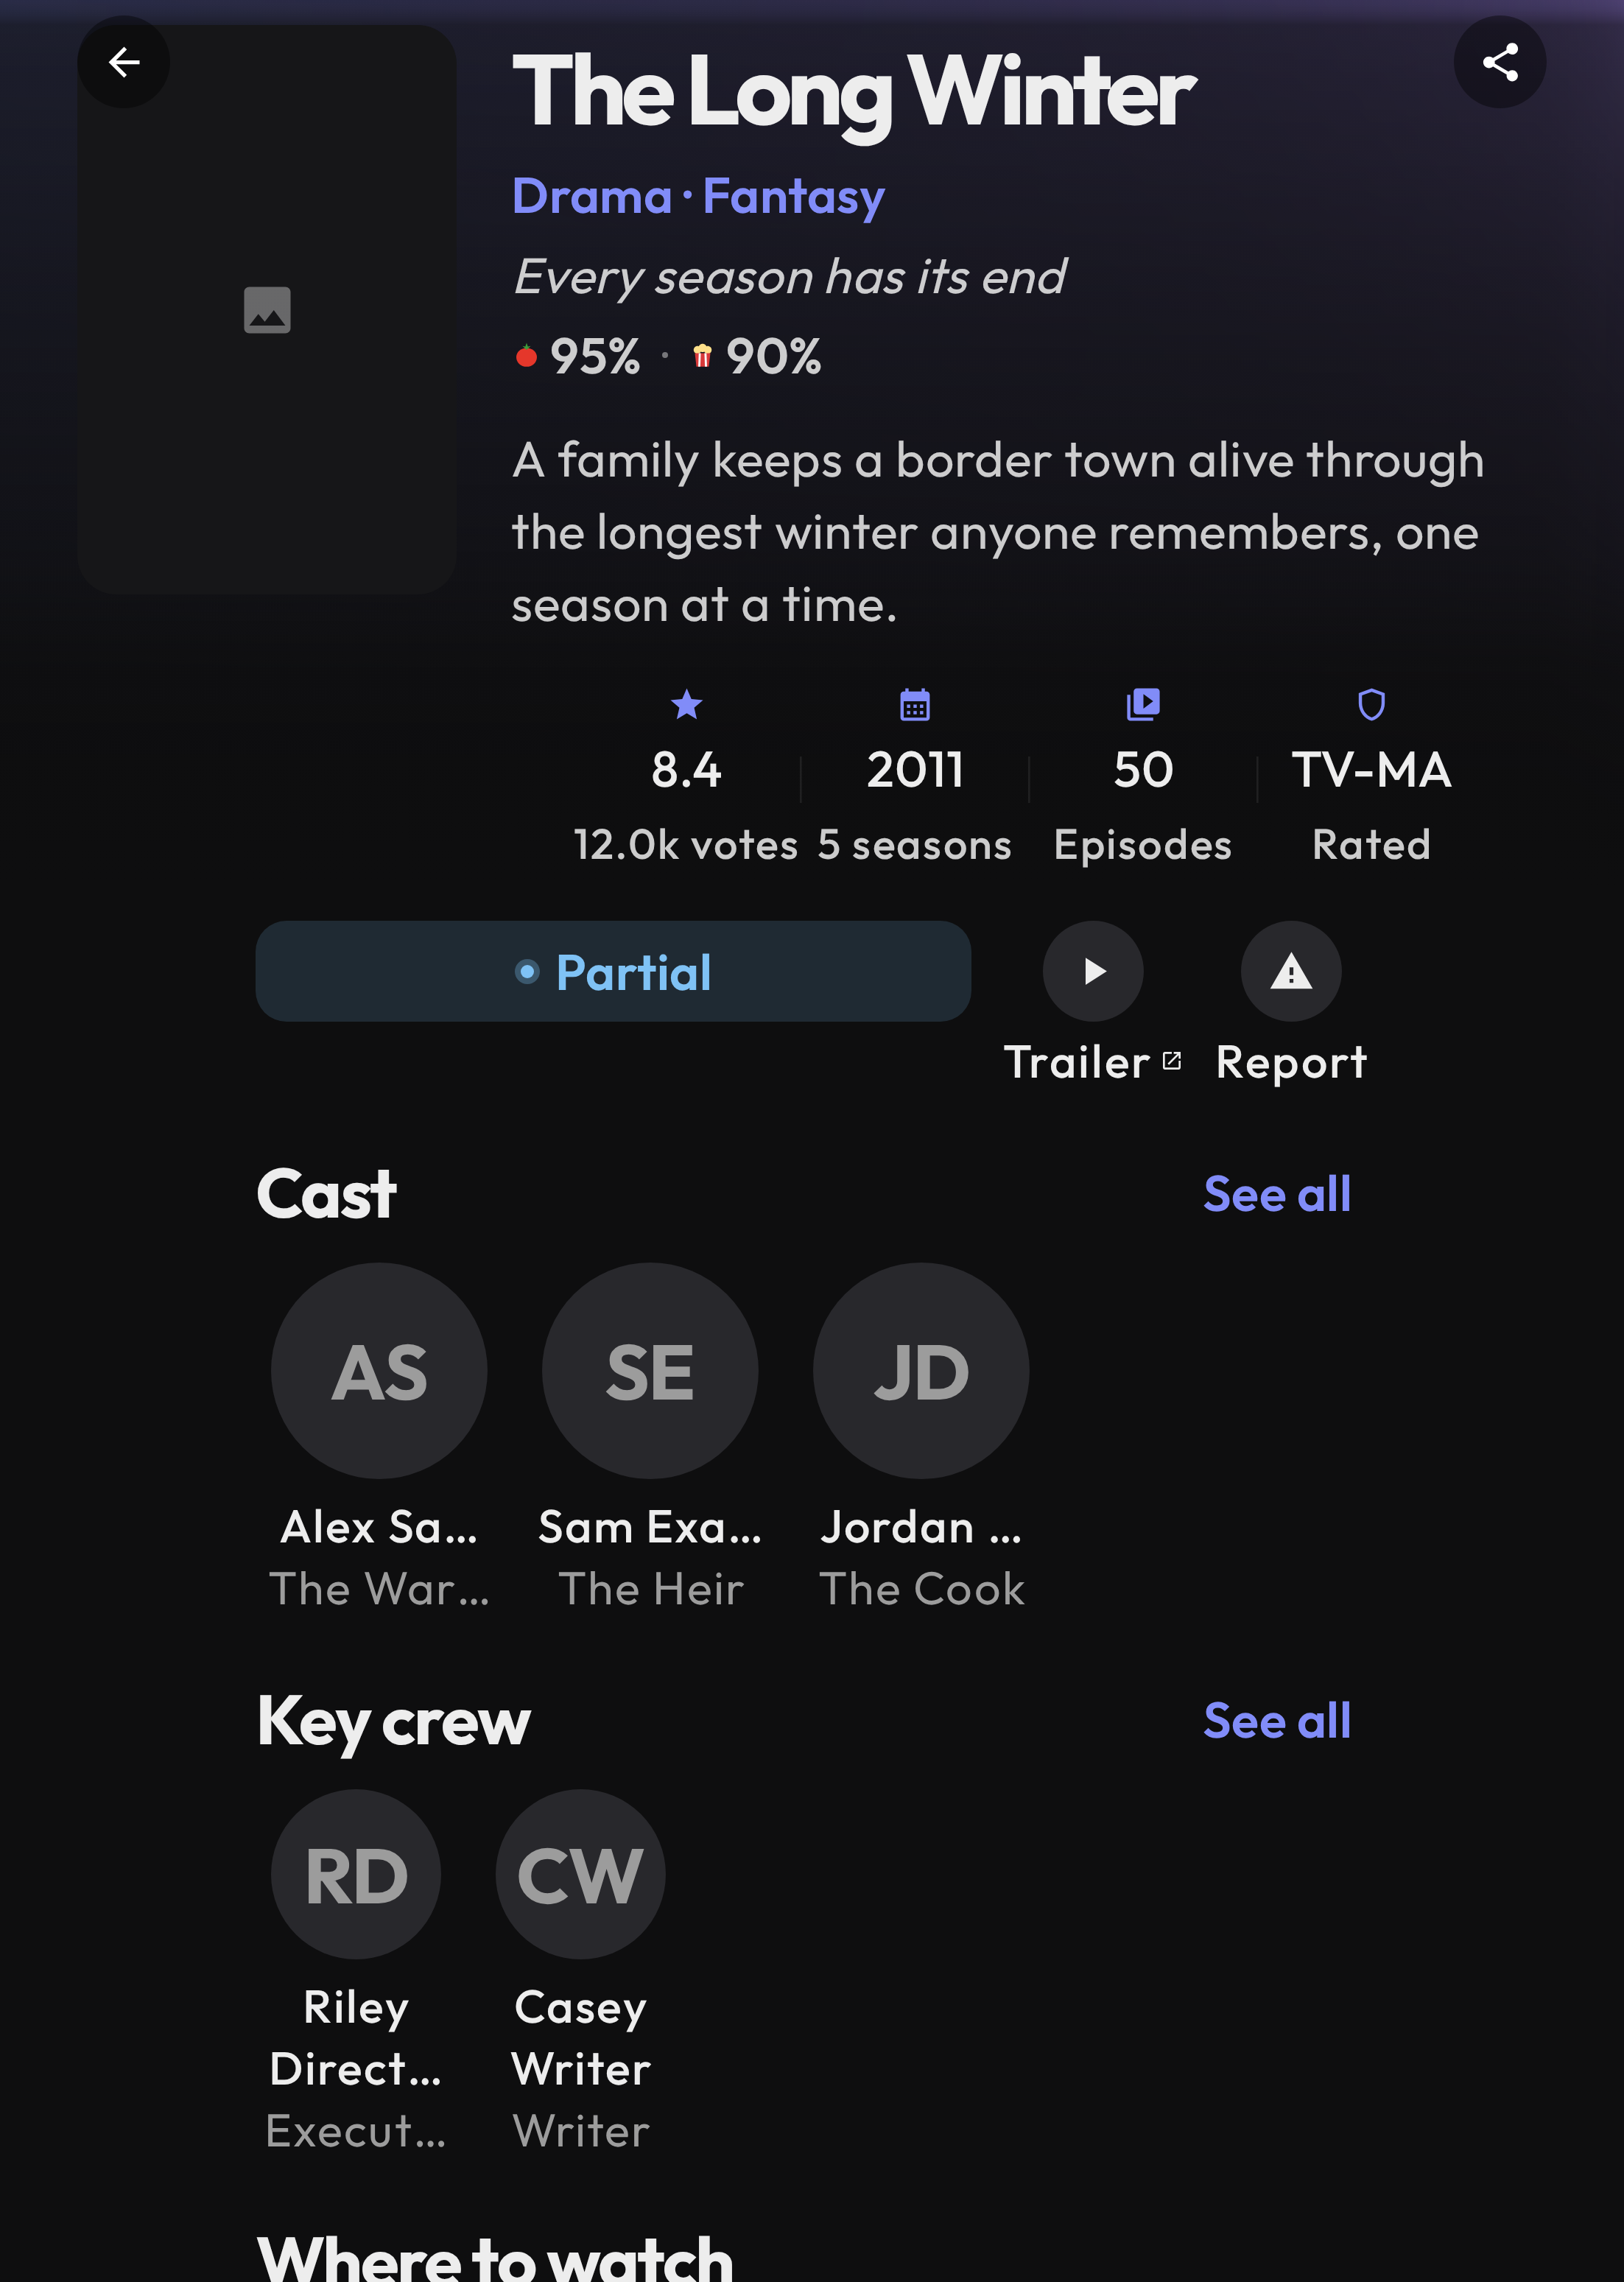 The Long Winter
Drama · Fantasy
Every season has its end
95% · 90%
A family keeps a border town alive through
the longest winter anyone remembers, one
season at a time.
8.4 2011 50 TV-MA
12.0k votes 5 seasons Episodes Rated
Partial
Trailer Report
Cast See all
AS SE JD
Alex Sa... Sam Exa... Jordan ...
The War... The Heir The Cook
Key crew See all
RD CW
Riley Casey
Direct... Writer
Execut... Writer
Where to watch